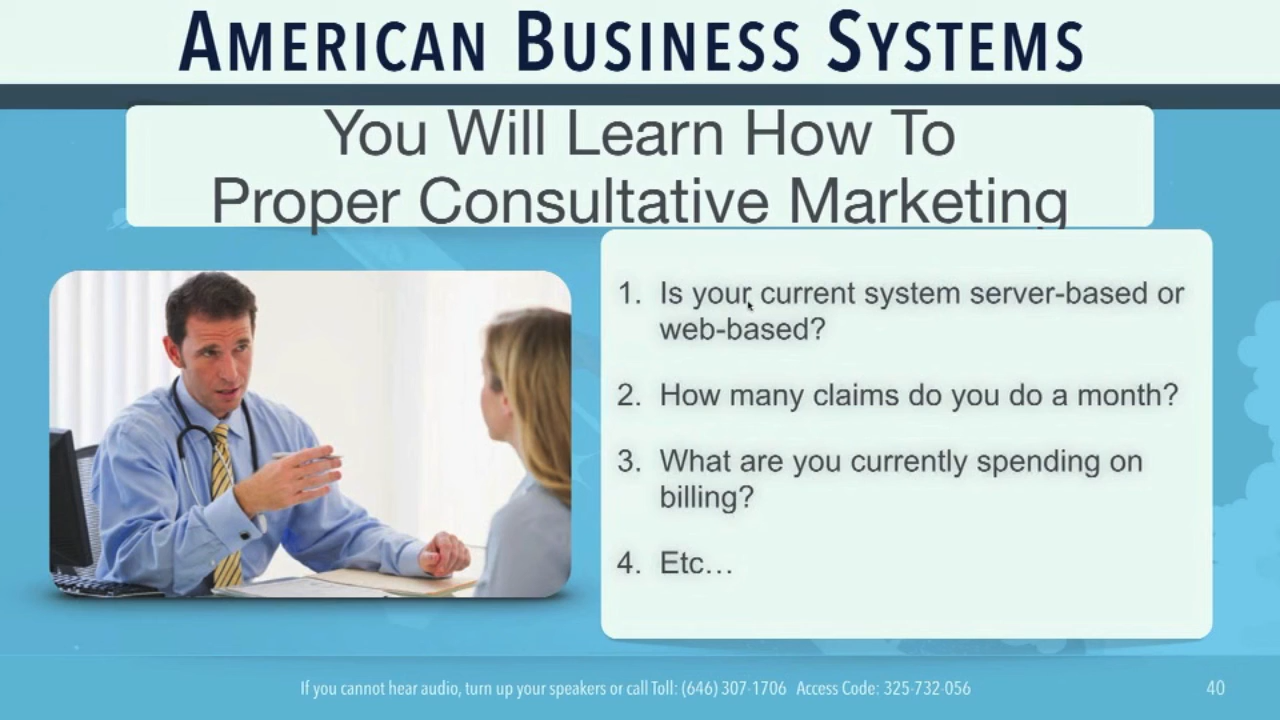 AMERICAN BUSINESS SYSTEMS
You Will Learn How To
Proper Consultative Marketing
1. Is your current system server-based or
web-based?
2. How many claims do you do a month?
3. What are you currently spending on
billing?
4. Etc…
If you cannot hear audio, turn up your speakers or call Toll: (646) 307-1706 Access Code: 325-732-056
40